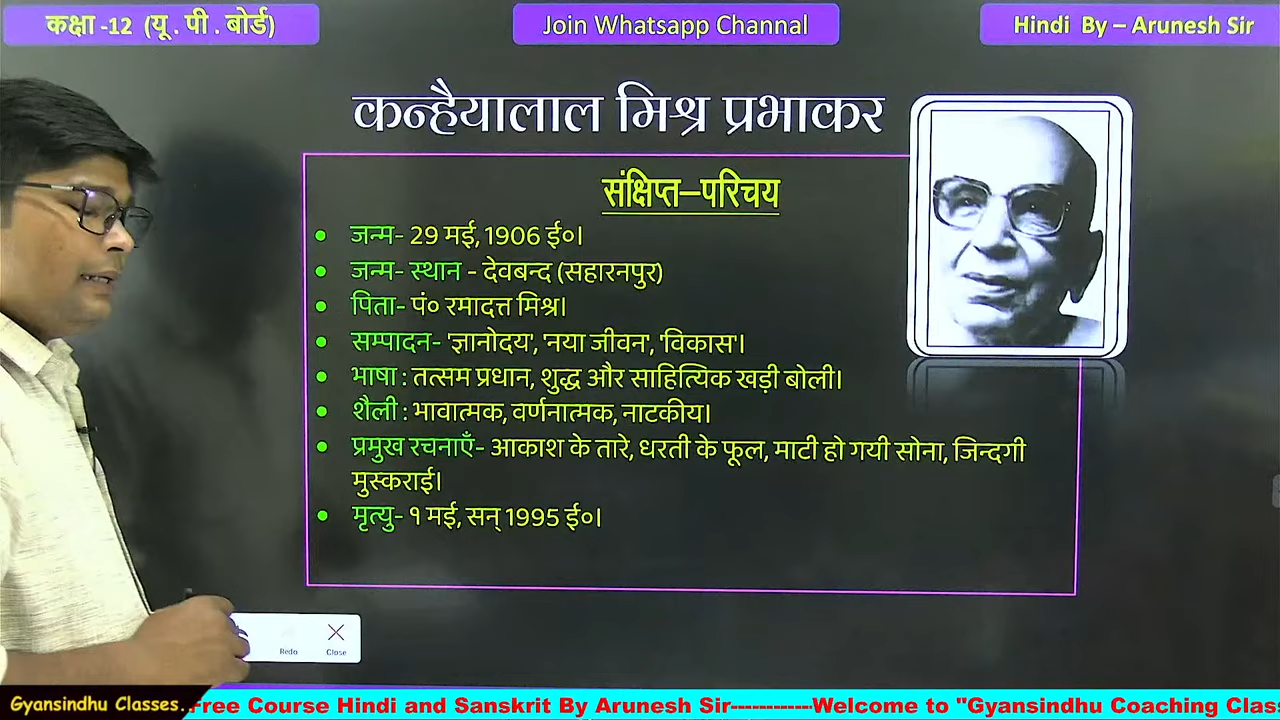 कक्षा -12 (यू . पी . बोर्ड)
Join Whatsapp Channal
Hindi By – Arunesh Sir
कन्हैयालाल मिश्र प्रभाकर
संक्षिप्त–परिचय
• जन्म- 29 मई, 1906 ई०।
• जन्म- स्थान - देवबन्द (सहारनपुर)
• पिता- पं० रमादत्त मिश्र।
• सम्पादन- 'ज्ञानोदय', 'नया जीवन', 'विकास'।
• भाषा : तत्सम प्रधान, शुद्ध और साहित्यिक खड़ी बोली।
• शैली : भावात्मक, वर्णनात्मक, नाटकीय।
• प्रमुख रचनाएँ- आकाश के तारे, धरती के फूल, माटी हो गयी सोना, जिन्दगी
मुस्कराई।
• मृत्यु- १ मई, सन् 1995 ई०।
Redo
Close
Gyansindhu Classes.
Free Course Hindi and Sanskrit By Arunesh Sir------------Welcome to "Gyansindhu Coaching Clas